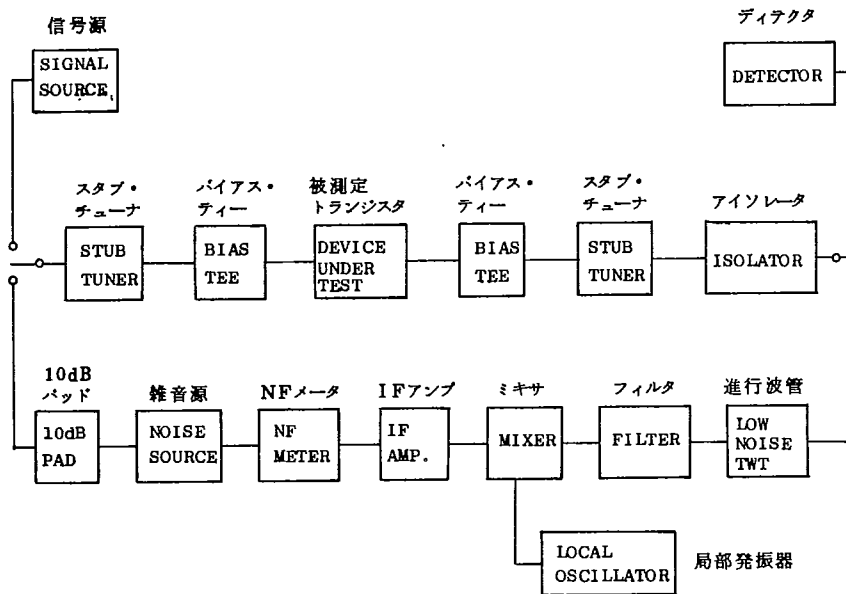 信号源
SIGNAL
SOURCE
ディテクタ
DETECTOR
スタブ・
チューナ
STUB
TUNER
バイアス・
ティー
BIAS
TEE
被測定
トランジスタ
DEVICE
UNDER
TEST
バイアス・
ティー
BIAS
TEE
スタブ・
チューナ
STUB
TUNER
アイソレータ
ISOLATOR
10dB
パッド
10dB
PAD
雑音源
NOISE
SOURCE
NFメータ
NF
METER
IFアンプ
IF
AMP.
ミキサ
MIXER
フィルタ
FILTER
進行波管
LOW
NOISE
TWT
LOCAL
OSCILLATOR
局部発振器